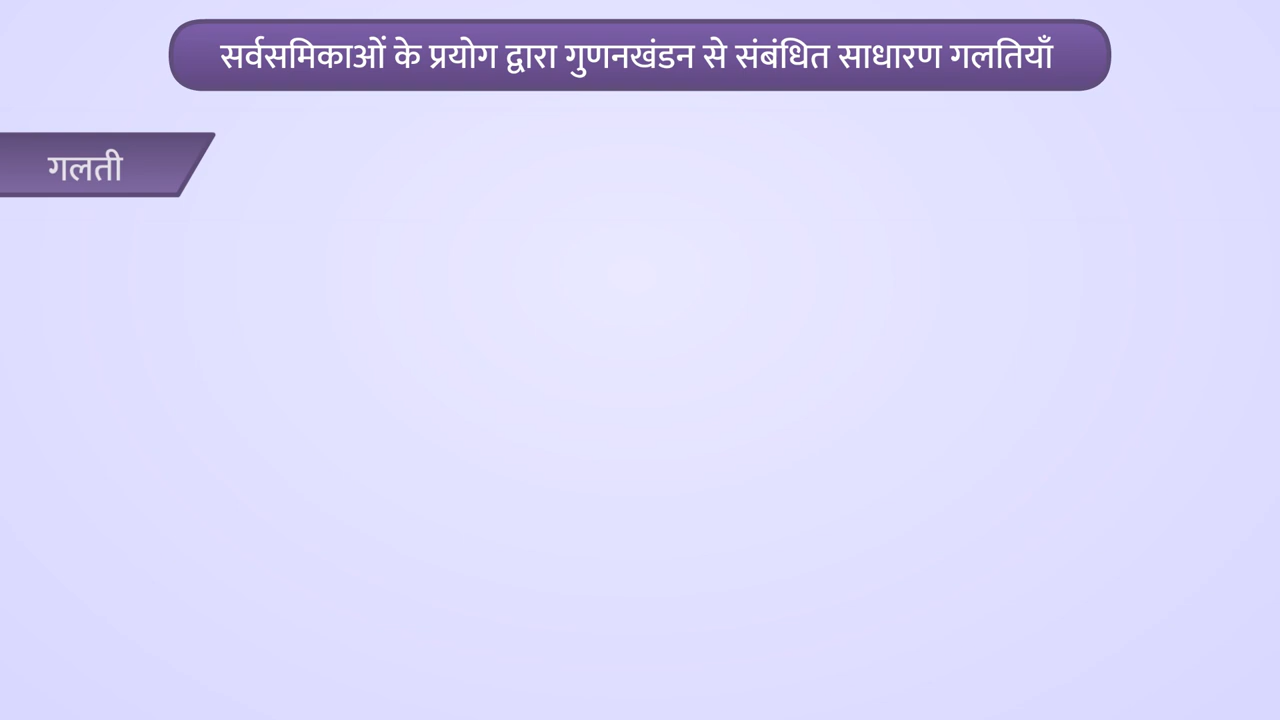 सर्वसमिकाओं के प्रयोग द्वारा गुणनखंडन से संबंधित साधारण गलतियाँ
गलती